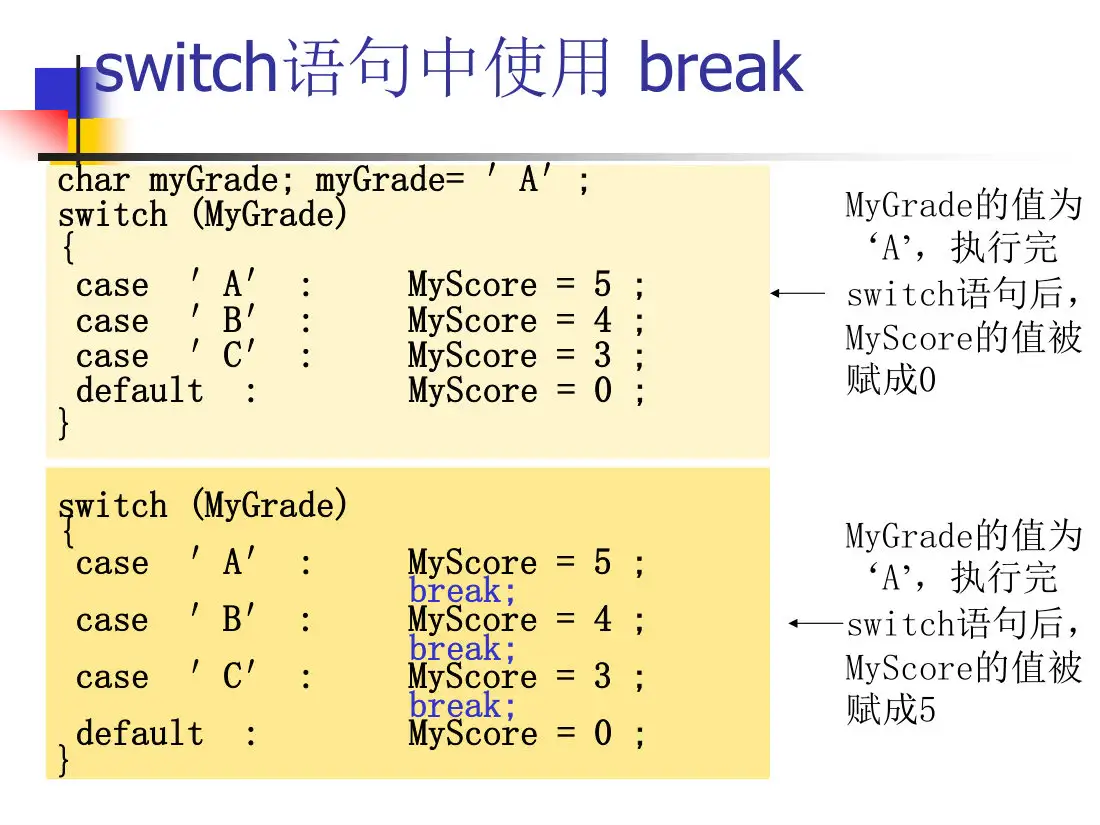 switch语句中使用 break
char myGrade; myGrade= ′A′;
switch (MyGrade)
{
case ′A′ : MyScore = 5 ;
case ′B′ : MyScore = 4 ;
case ′C′ : MyScore = 3 ;
default : MyScore = 0 ;
}
MyGrade的值为
‘A’，执行完
switch语句后，
MyScore的值被
赋成0
switch (MyGrade)
{
case ′A′ : MyScore = 5 ;
break;
case ′B′ : MyScore = 4 ;
break;
case ′C′ : MyScore = 3 ;
break;
default : MyScore = 0 ;
}
MyGrade的值为
‘A’，执行完
switch语句后，
MyScore的值被
赋成5